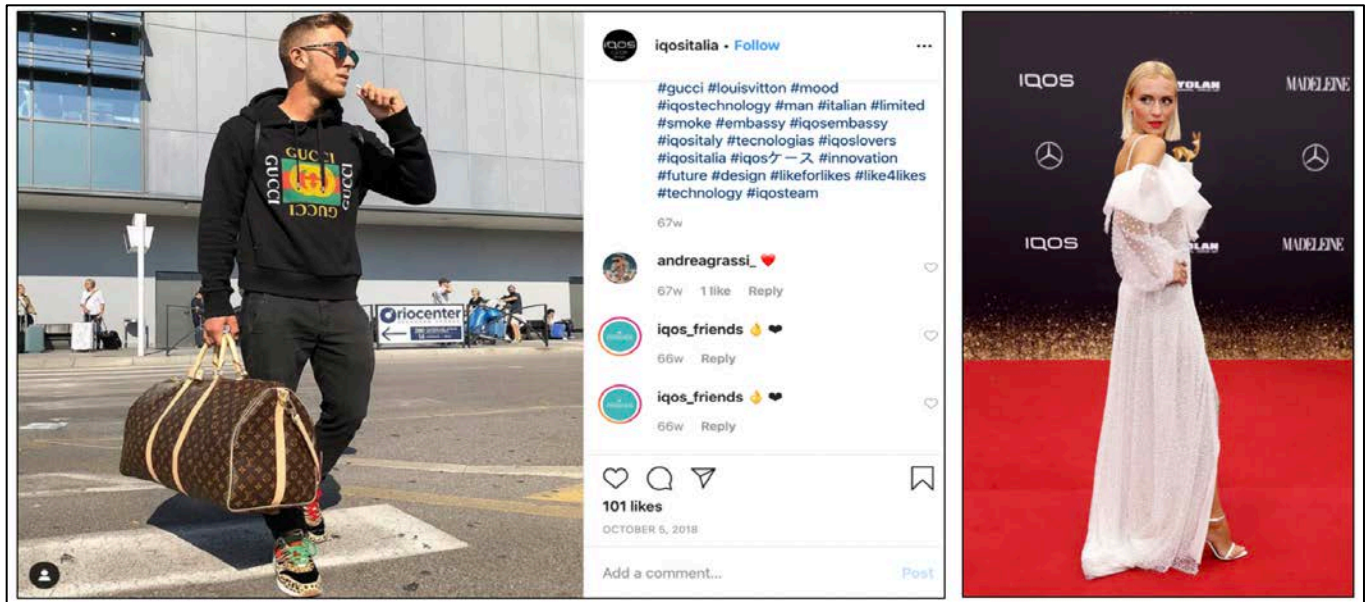 GUCCI
GUCCI
GUCCI
GUCCI
riocenter
iqositalia • Follow
#gucci #louisvitton #mood
#iqostechnology #man #italian #limited
#smoke #embassy #iqosembassy
#iqositaly #tecnologias #iqoslovers
#iqositalia #iqosケース #innovation
#future #design #likeforlikes #like4likes
#technology #iqosteam
67w
andreagrassi_ ❤️
67w 1 like Reply
iqos_friends 👌 ❤
66w Reply
iqos_friends 👌 ❤
66w Reply
101 likes
OCTOBER 5, 2018
Add a comment...
Post
IQOS
YOLAN
MADELEINE
IQOS
YOLAN
MADELEINE